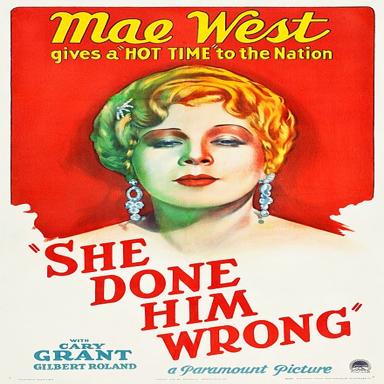 Mae West
gives a "HOT TIME" to the Nation
"SHE
DONE
HIM
WRONG"
WITH
CARY
GRANT
GILBERT ROLAND
a Paramount Picture